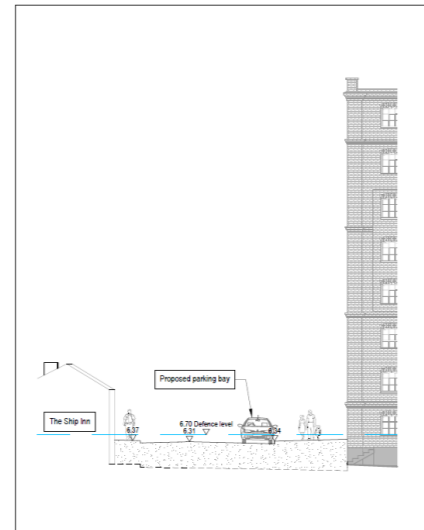 Proposed parking bay
The Ship Inn
6.70 Defence level
6.37
6.31
6.34